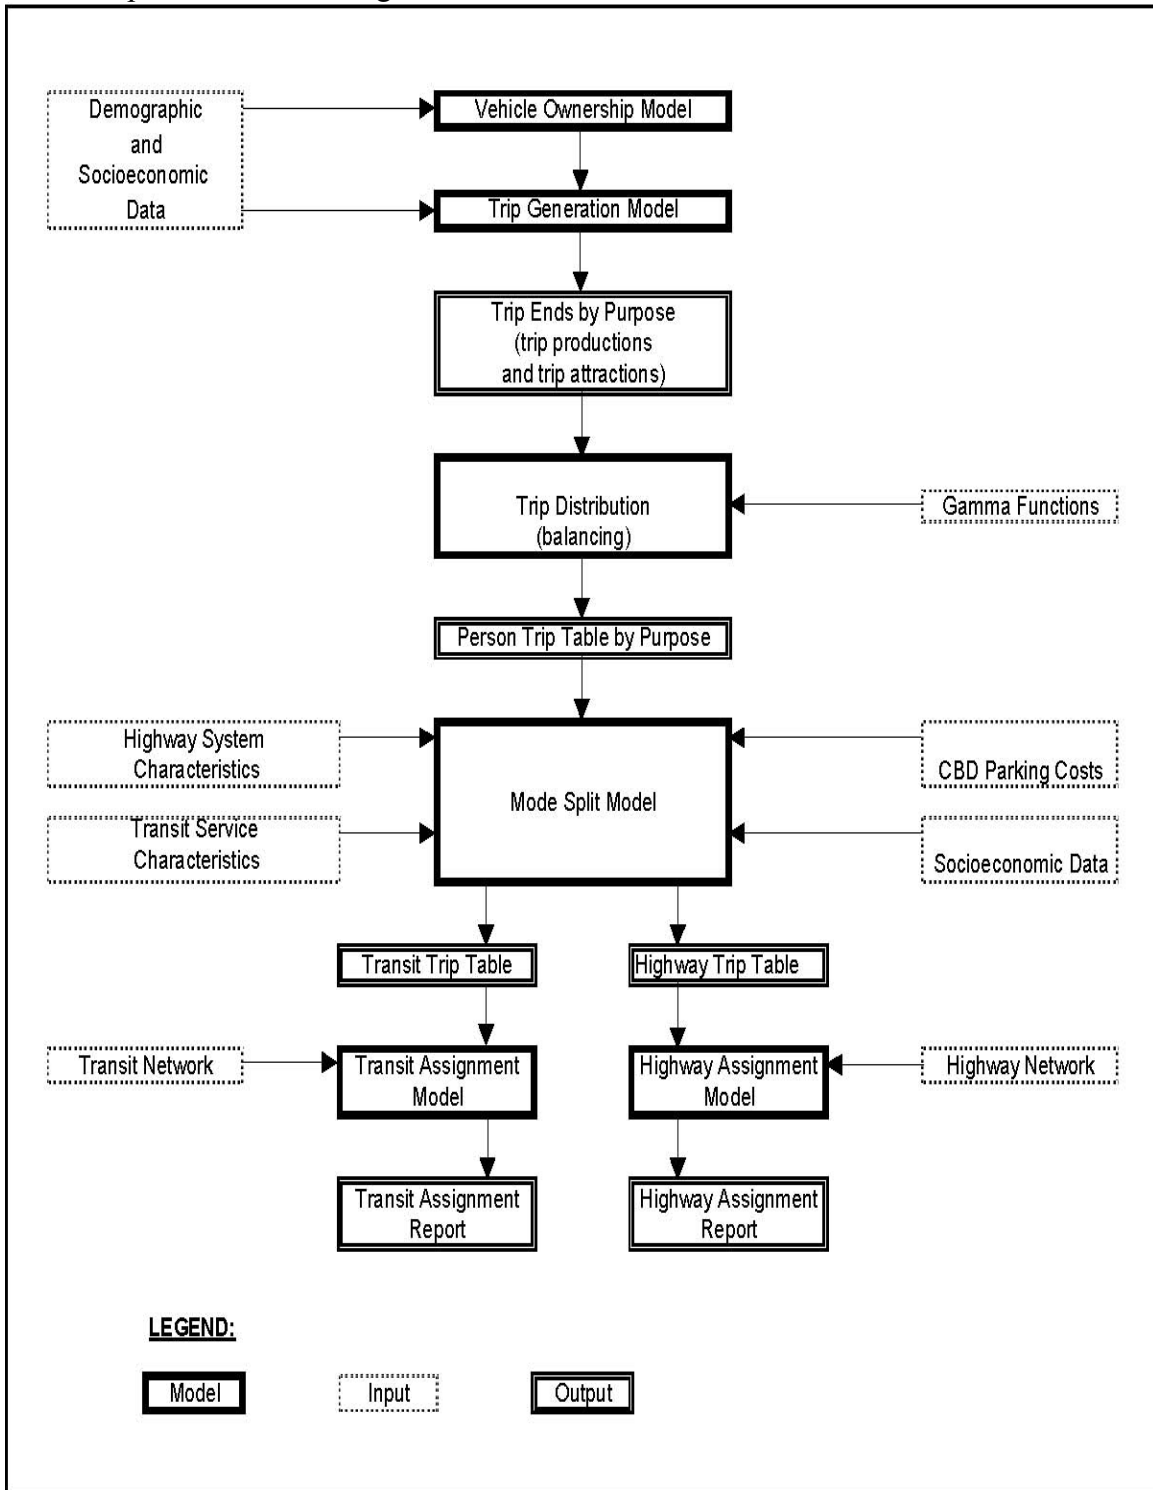 Demographic
and
Socioeconomic
Data
Vehicle Ownership Model
Trip Generation Model
Trip Ends by Purpose
(trip productions
and trip attractions)
Trip Distribution
(balancing)
Gamma Functions
Person Trip Table by Purpose
Highway System
Characteristics
Transit Service
Characteristics
Mode Split Model
CBD Parking Costs
Socioeconomic Data
Transit Trip Table
Highway Trip Table
Transit Network
Transit Assignment
Model
Highway Assignment
Model
Highway Network
Transit Assignment
Report
Highway Assignment
Report
LEGEND:
Model
Input
Output